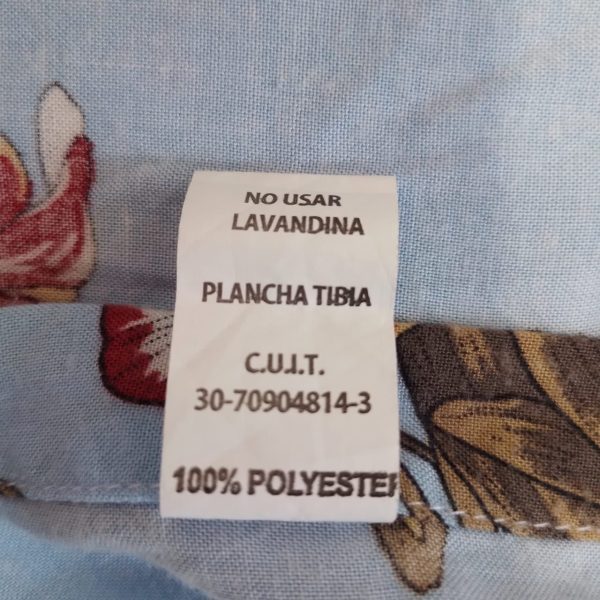 NO USAR
LAVANDINA
PLANCHA TIBIA
C.U.I.T.
30-70904814-3
100% POLYESTER